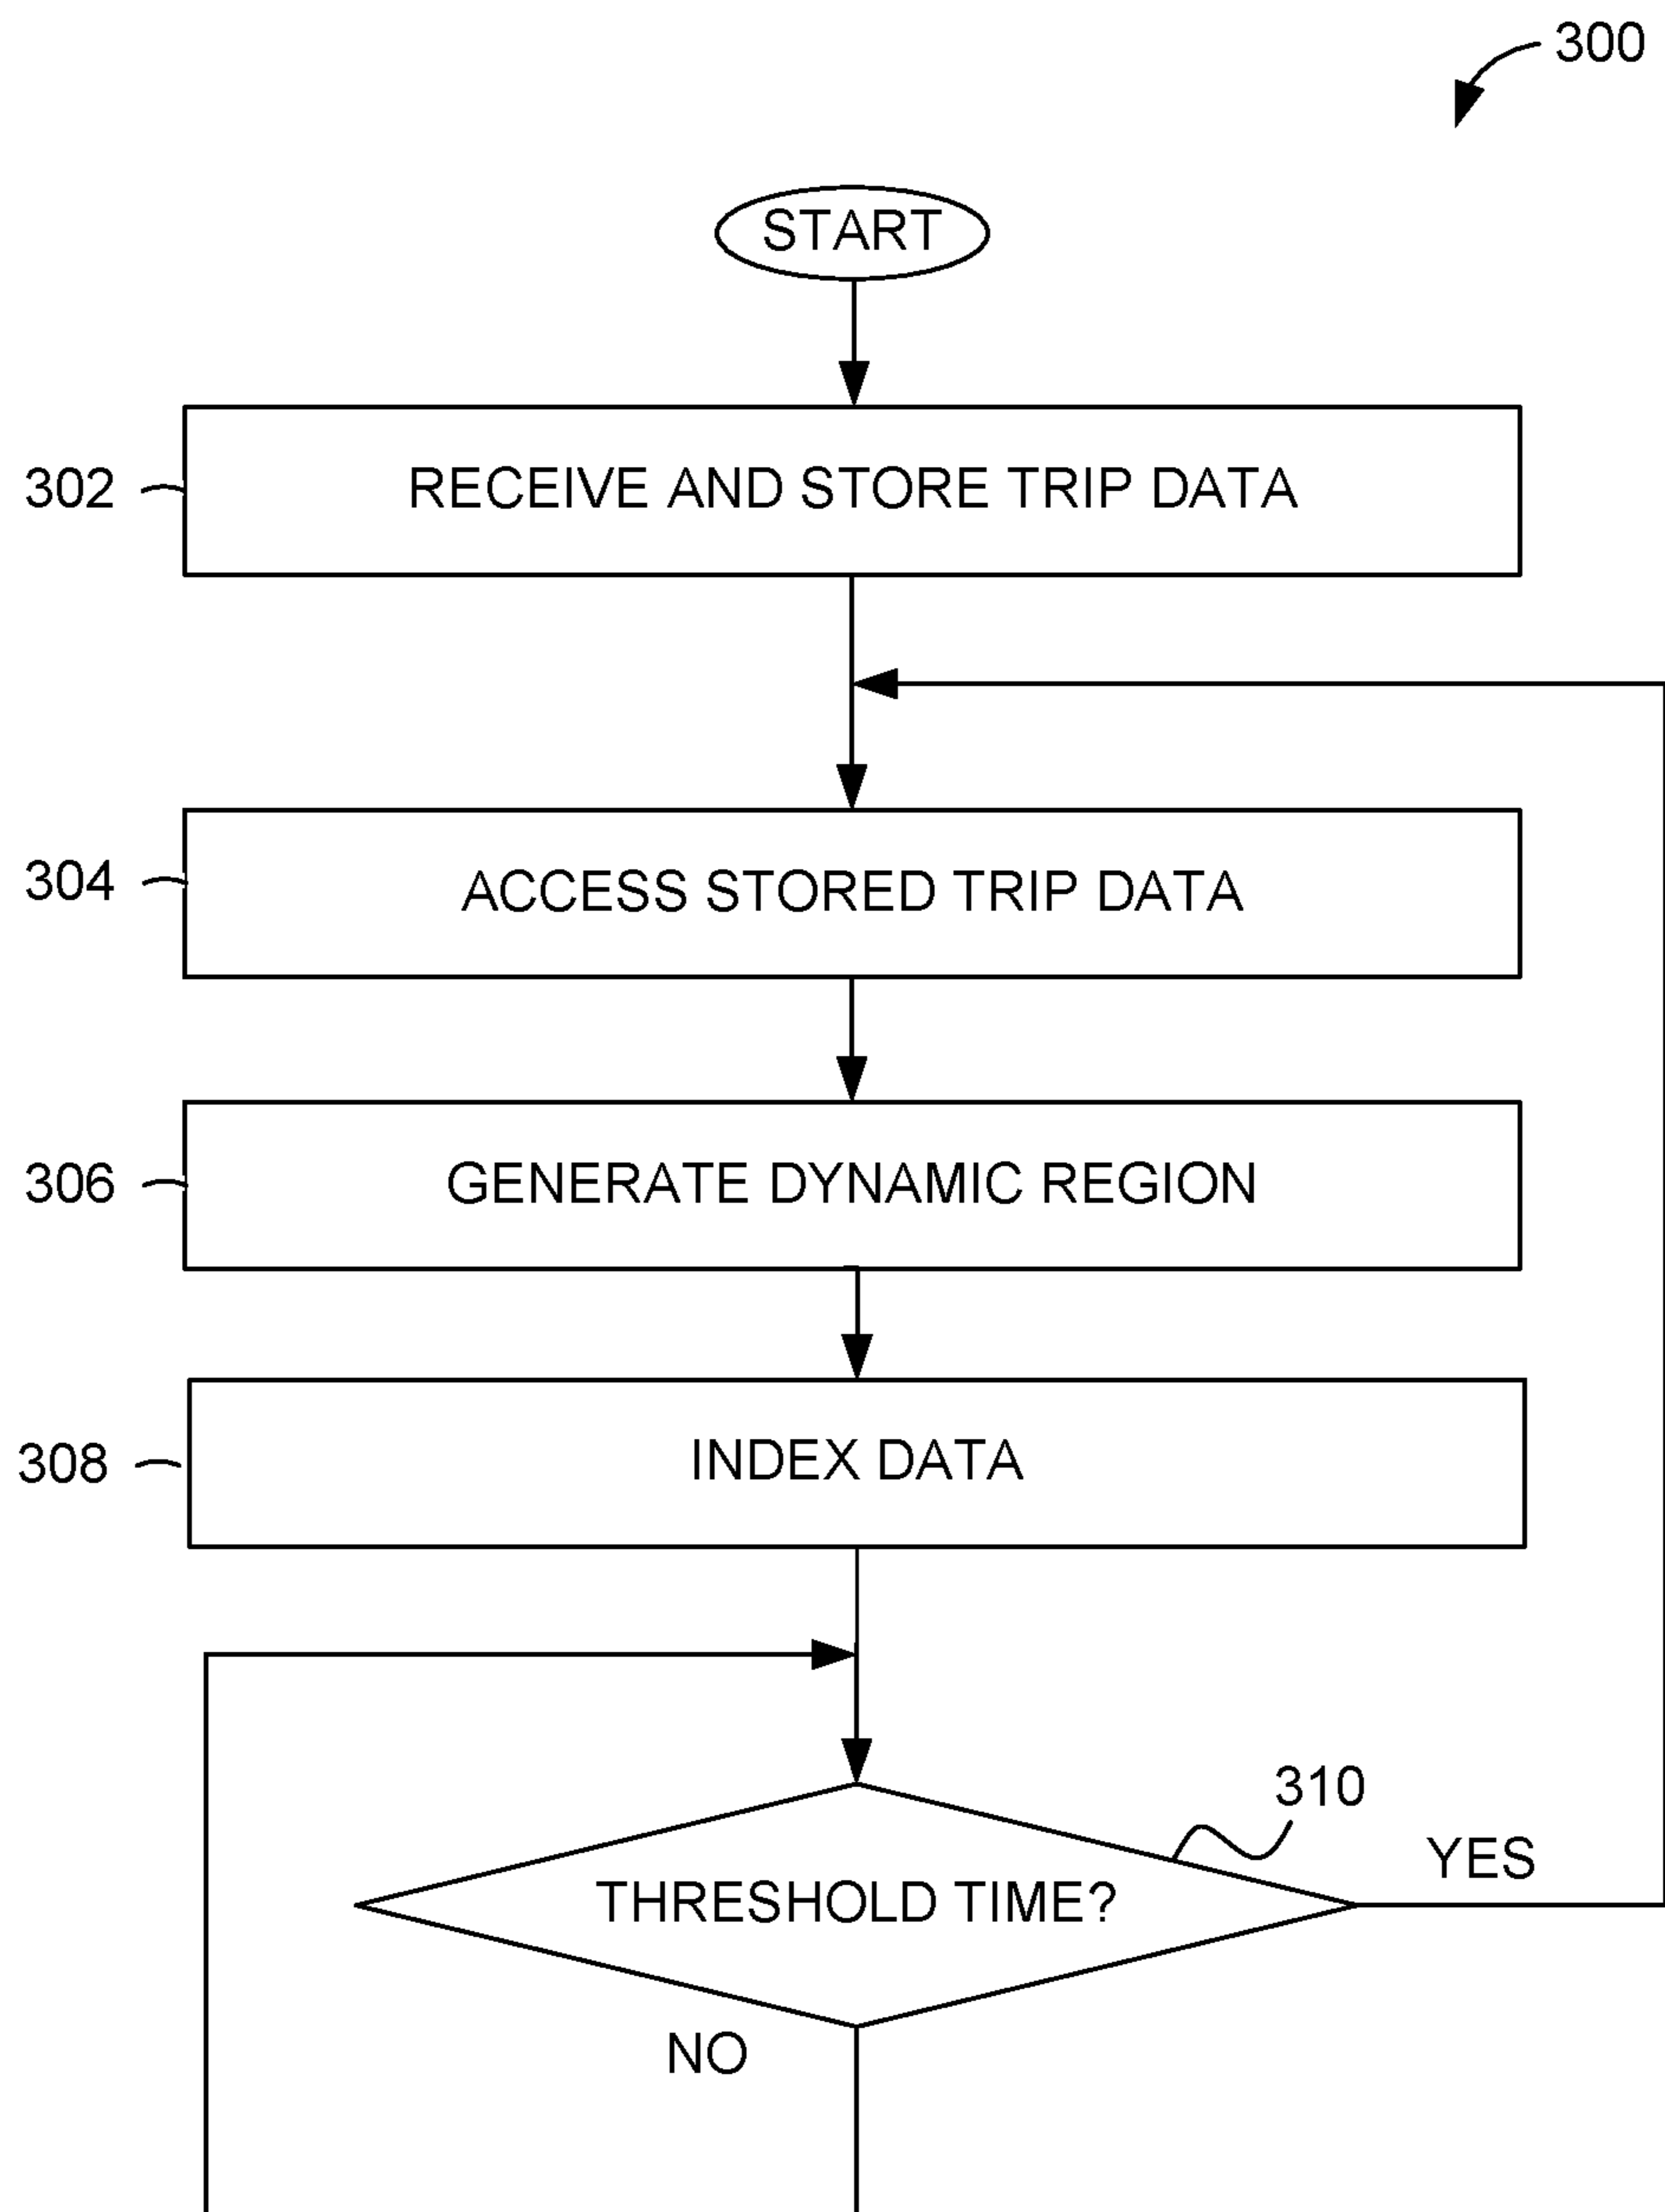 300
START
302
RECEIVE AND STORE TRIP DATA
304
ACCESS STORED TRIP DATA
306
GENERATE DYNAMIC REGION
308
INDEX DATA
310
YES
THRESHOLD TIME?
NO